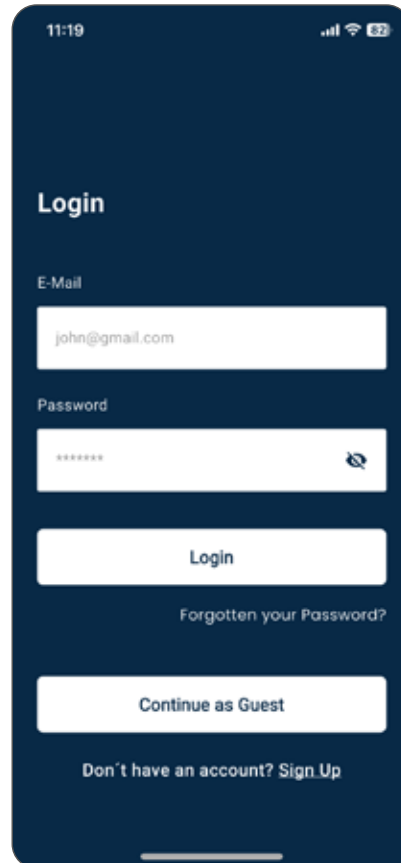 11:19
82
Login
E-Mail
john@gmail.com
Password
*******
Login
Forgotten your Password?
Continue as Guest
Don´t have an account? Sign Up